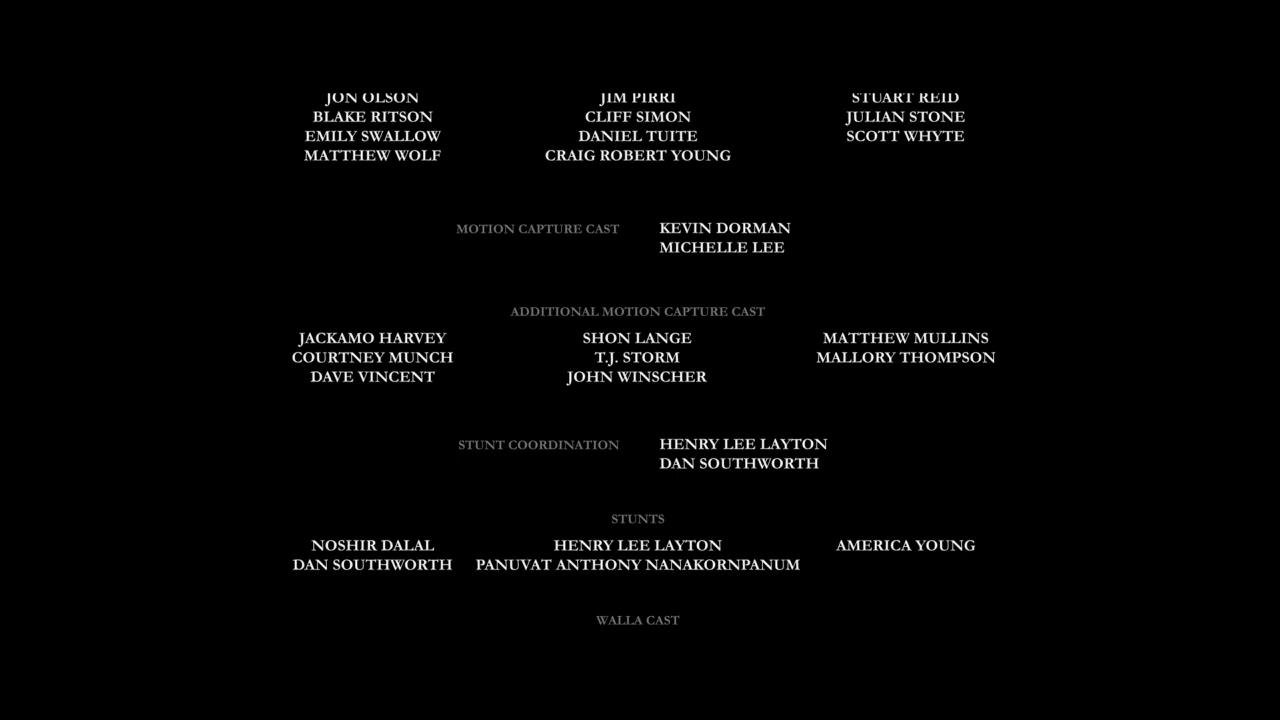 JON OLSON JIM PIRRI STUART REID
BLAKE RITSON CLIFF SIMON JULIAN STONE
EMILY SWALLOW DANIEL TUITE SCOTT WHYTE
MATTHEW WOLF CRAIG ROBERT YOUNG
MOTION CAPTURE CAST KEVIN DORMAN
MICHELLE LEE
ADDITIONAL MOTION CAPTURE CAST
JACKAMO HARVEY SHON LANGE MATTHEW MULLINS
COURTNEY MUNCH T.J. STORM MALLORY THOMPSON
DAVE VINCENT JOHN WINSCHER
STUNT COORDINATION HENRY LEE LAYTON
DAN SOUTHWORTH
STUNTS
NOSHIR DALAL HENRY LEE LAYTON AMERICA YOUNG
DAN SOUTHWORTH PANUVAT ANTHONY NANAKORNPANUM
WALLA CAST